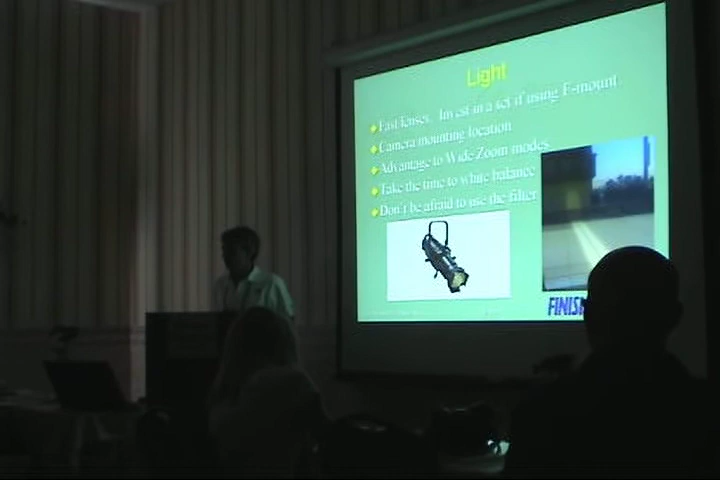 Light
Fast lenses. Invest in a set if using F-mount
Camera mounting location
Advantage to Wide Zoom modes
Take the time to white balance
Don't be afraid to use the filter
FINIS